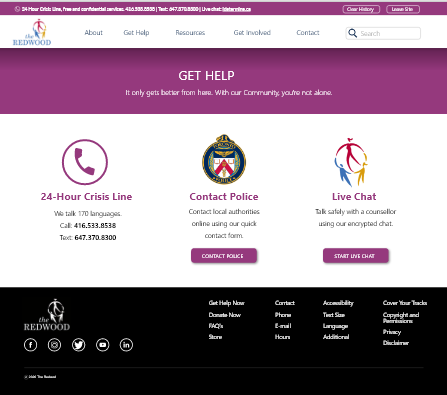 24-Hour Crisis Line, free and confidential services. 416.533.8538 | Text: 647.370.8300 | Live chat: histerrine.ca
Clear History
Leave Site
the
REDWOOD
About
Get Help
Resources
Get Involved
Contact
Search
GET HELP
It only gets better from here. With our Community, you're not alone.
24-Hour Crisis Line
We talk 170 languages.
Call: 416.533.8538
Text: 647.370.8300
Contact Police
Contact local authorities
online using our quick
contact form.
CONTACT POLICE
Live Chat
Talk safely with a counsellor
using our encrypted chat.
START LIVE CHAT
the
REDWOOD
Get Help Now
Donate Now
FAQ's
Store
Contact
Phone
E-mail
Hours
Accessibility
Text Size
Language
Additional
Cover Your Tracks
Copyright and
Permissions
Privacy
Disclaimer
The Redwood